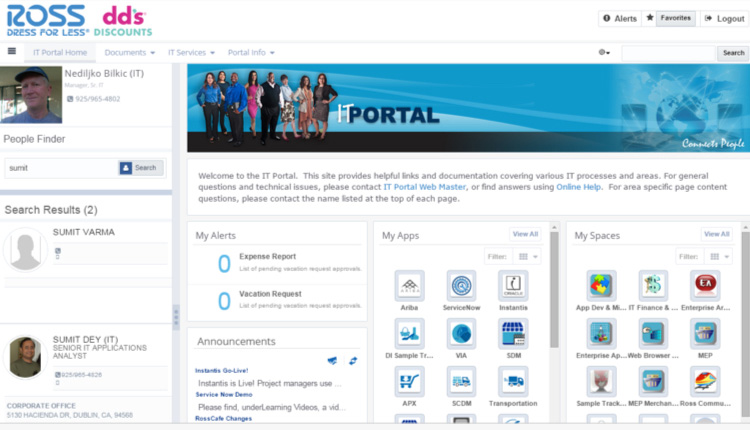 ROSS
DRESS FOR LESS®
dd's
DISCOUNTS
Alerts
Favorites
Logout
IT Portal Home
Documents
IT Services
Portal Info
Search
Nediljko Bilkic (IT)
Manager, Sr. IT
925/965-4802
People Finder
sumit
Search
Search Results (2)
SUMIT VARMA
SUMIT DEY (IT)
SENIOR IT APPLICATIONS
ANALYST
925/965-4828
CORPORATE OFFICE
5130 HACIENDA DR, DUBLIN, CA, 94568
IT PORTAL
Connects People
Welcome to the IT Portal. This site provides helpful links and documentation covering various IT processes and areas. For general
questions and technical issues, please contact IT Portal Web Master, or find answers using Online Help. For area specific page content
questions, please contact the name listed at the top of each page.
My Alerts
0
Expense Report
List of pending vacation request approvals.
0
Vacation Request
List of pending vacation request approvals.
Announcements
Instantis Go-Live!
Instantis is Live! Project managers use ...
Service Now Demo
Please find, underLearning Videos, a vid...
RossCafe Changes
My Apps
View All
Filter:
ARIBA
ORACLE
Ariba
ServiceNow
Instantis
DI Sample Tr...
VIA
SDM
APX
SCDM
Transportation
My Spaces
View All
Filter:
EA
App Dev & Mi...
IT Finance & ...
Enterprise Ar...
Enterprise Ap...
Web Browser ...
MEP
Sample Track...
MEP Merchan...
Ross Commu...